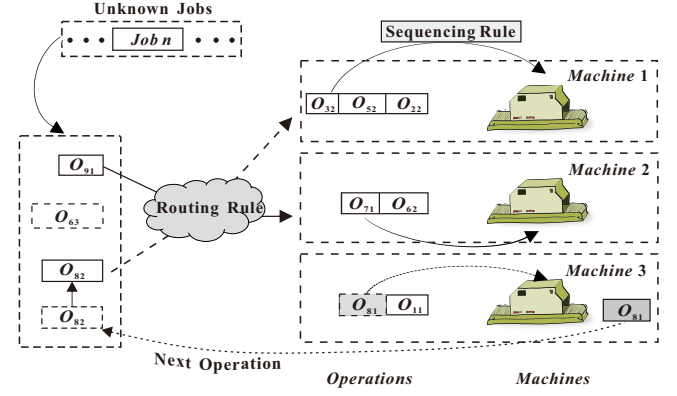 Unknown Jobs
• • • Job n • • •
Sequencing Rule
Machine 1
O32 O52 O22
O91
Machine 2
Routing Rule
O71 O62
O63
O82
Machine 3
O81 O11
O81
O82
Next Operation
Operations Machines